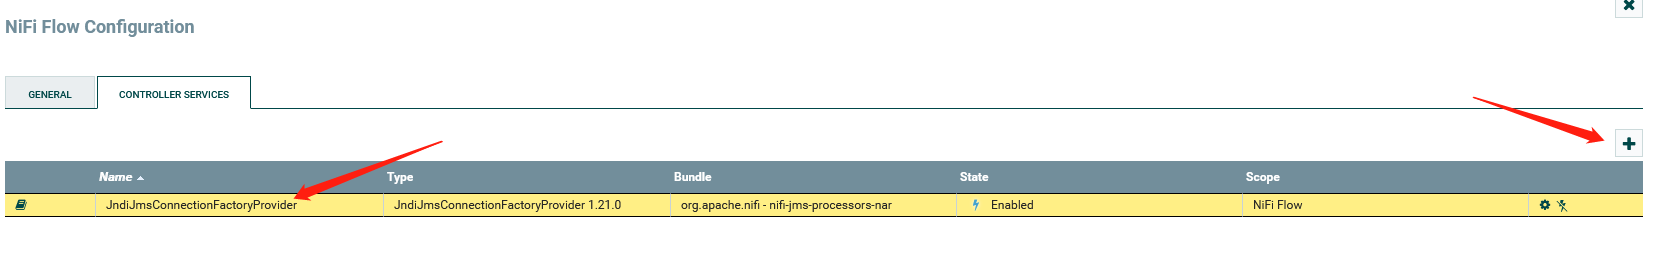 NiFi Flow Configuration
GENERAL
CONTROLLER SERVICES
Name Type Bundle State Scope
JndiJmsConnectionFactoryProvider JndiJmsConnectionFactoryProvider 1.21.0 org.apache.nifi - nifi-jms-processors-nar Enabled NiFi Flow